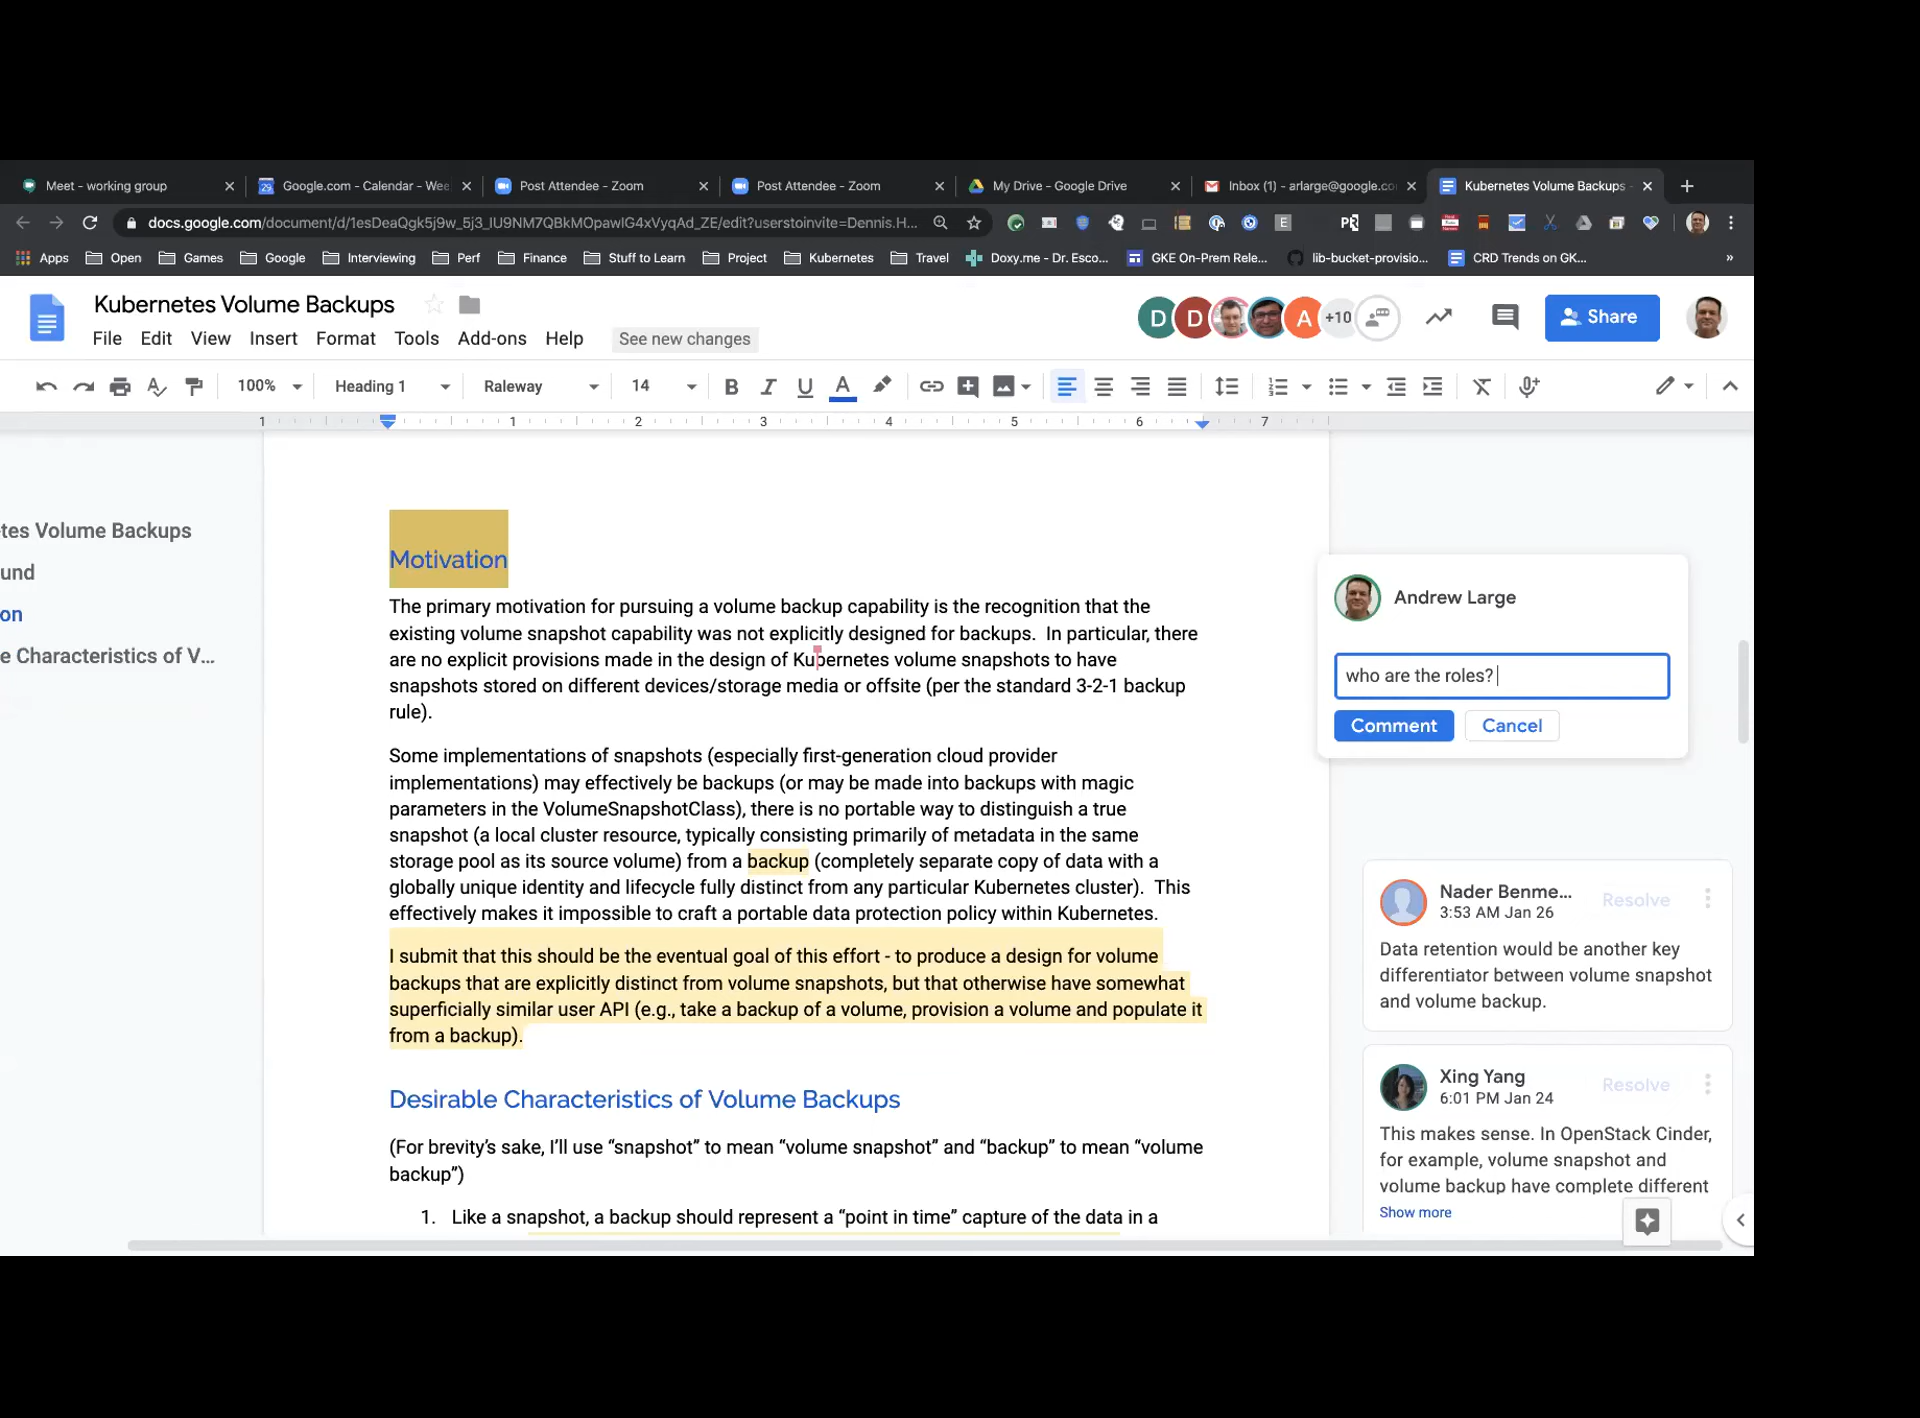 Meet - working group
Google.com - Calendar - Wee
Post Attendee - Zoom
Post Attendee - Zoom
My Drive - Google Drive
Inbox (1) - arlarge@google.co
Kubernetes Volume Backups -
docs.google.com/document/d/1esDeaQgk5j9w_5j3_IU9NM7QBkMOpawIG4xVyqAd_ZE/edit?userstoinvite=Dennis.H...
Apps Open Games Google Interviewing Perf Finance Stuff to Learn Project Kubernetes Travel Doxy.me - Dr. Esco... GKE On-Prem Rele... lib-bucket-provisio... CRD Trends on GK... »
Kubernetes Volume Backups
D D A +10
Share
File Edit View Insert Format Tools Add-ons Help See new changes
100% Heading 1 Raleway 14 B I U A
1 1 2 3 4 5 6 7
tes Volume Backups
und
on
e Characteristics of V...
Motivation
The primary motivation for pursuing a volume backup capability is the recognition that the
existing volume snapshot capability was not explicitly designed for backups. In particular, there
are no explicit provisions made in the design of Kubernetes volume snapshots to have
snapshots stored on different devices/storage media or offsite (per the standard 3-2-1 backup
rule).
Some implementations of snapshots (especially first-generation cloud provider
implementations) may effectively be backups (or may be made into backups with magic
parameters in the VolumeSnapshotClass), there is no portable way to distinguish a true
snapshot (a local cluster resource, typically consisting primarily of metadata in the same
storage pool as its source volume) from a backup (completely separate copy of data with a
globally unique identity and lifecycle fully distinct from any particular Kubernetes cluster). This
effectively makes it impossible to craft a portable data protection policy within Kubernetes.
I submit that this should be the eventual goal of this effort - to produce a design for volume
backups that are explicitly distinct from volume snapshots, but that otherwise have somewhat
superficially similar user API (e.g., take a backup of a volume, provision a volume and populate it
from a backup).
Desirable Characteristics of Volume Backups
(For brevity’s sake, I’ll use “snapshot” to mean “volume snapshot” and “backup” to mean “volume
backup”)
1. Like a snapshot, a backup should represent a “point in time” capture of the data in a
Andrew Large
who are the roles?
Comment Cancel
Nader Benme...
3:53 AM Jan 26
Resolve
Data retention would be another key
differentiator between volume snapshot
and volume backup.
Xing Yang
6:01 PM Jan 24
Resolve
This makes sense. In OpenStack Cinder,
for example, volume snapshot and
volume backup have complete different
Show more